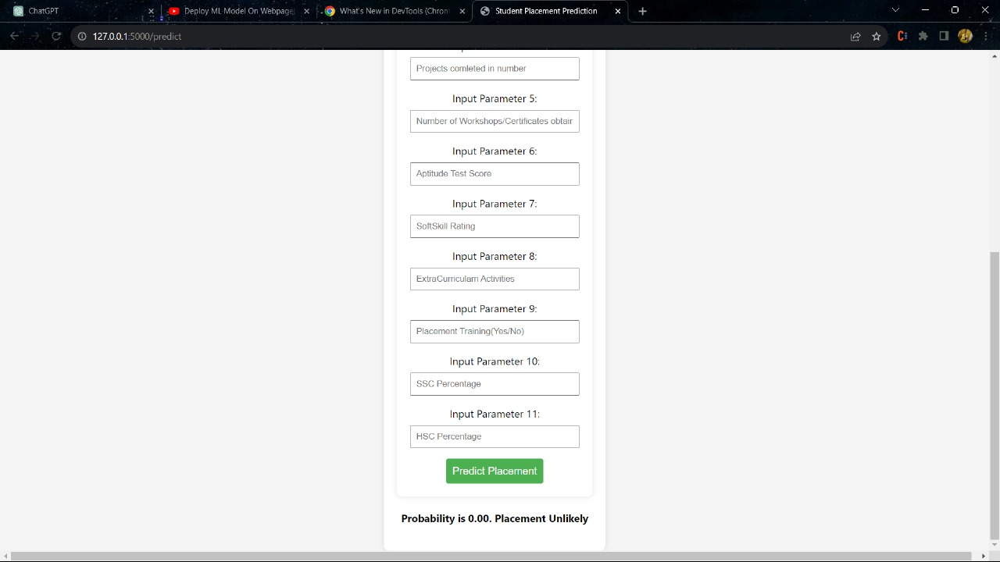 ChatGPT
Deploy ML Model On Webpage
What's New in DevTools (Chrom
Student Placement Prediction
127.0.0.1:5000/predict
Projects comleted in number
Input Parameter 5:
Number of Workshops/Certificates obtair
Input Parameter 6:
Aptitude Test Score
Input Parameter 7:
SoftSkill Rating
Input Parameter 8:
ExtraCurriculam Activities
Input Parameter 9:
Placement Training(Yes/No)
Input Parameter 10:
SSC Percentage
Input Parameter 11:
HSC Percentage
Predict Placement
Probability is 0.00. Placement Unlikely